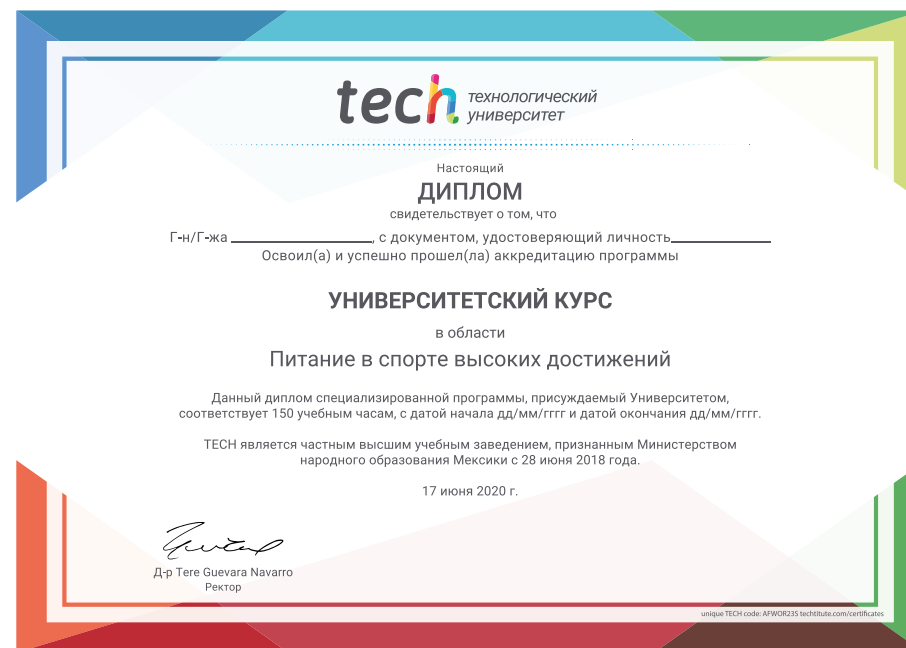 tech технологический
университет
Настоящий
ДИПЛОМ
свидетельствует о том, что
Г-н/Г-жа ____________________, с документом, удостоверяющий личность______________
Освоил(а) и успешно прошел(ла) аккредитацию программы
УНИВЕРСИТЕТСКИЙ КУРС
в области
Питание в спорте высоких достижений
Данный диплом специализированной программы, присуждаемый Университетом,
соответствует 150 учебным часам, с датой начала дд/мм/гггг и датой окончания дд/мм/гггг.
TECH является частным высшим учебным заведением, признанным Министерством
народного образования Мексики с 28 июня 2018 года.
17 июня 2020 г.
Д-р Tere Guevara Navarro
Ректор
unique TECH code: AFWOR23S techtitute.com/certificates